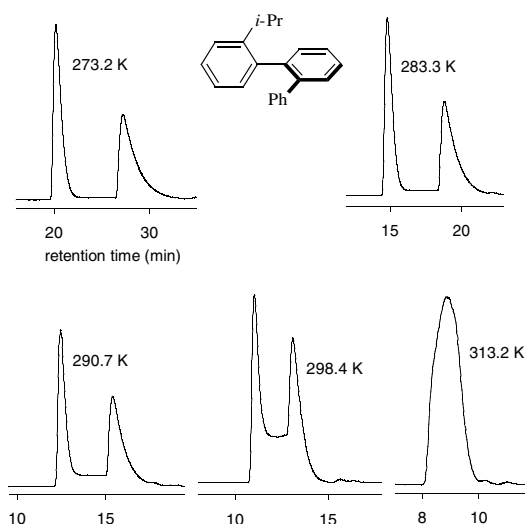 i-Pr
Ph
273.2 K
20 30
retention time (min)
283.3 K
15 20
290.7 K
10 15
298.4 K
10 15
313.2 K
8 10